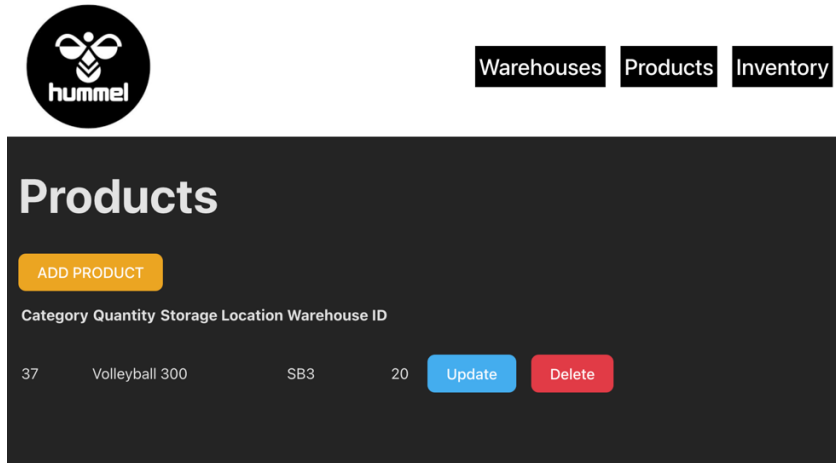 hummel
Warehouses Products Inventory
Products
ADD PRODUCT
Category Quantity Storage Location Warehouse ID
37 Volleyball 300 SB3 20 Update Delete